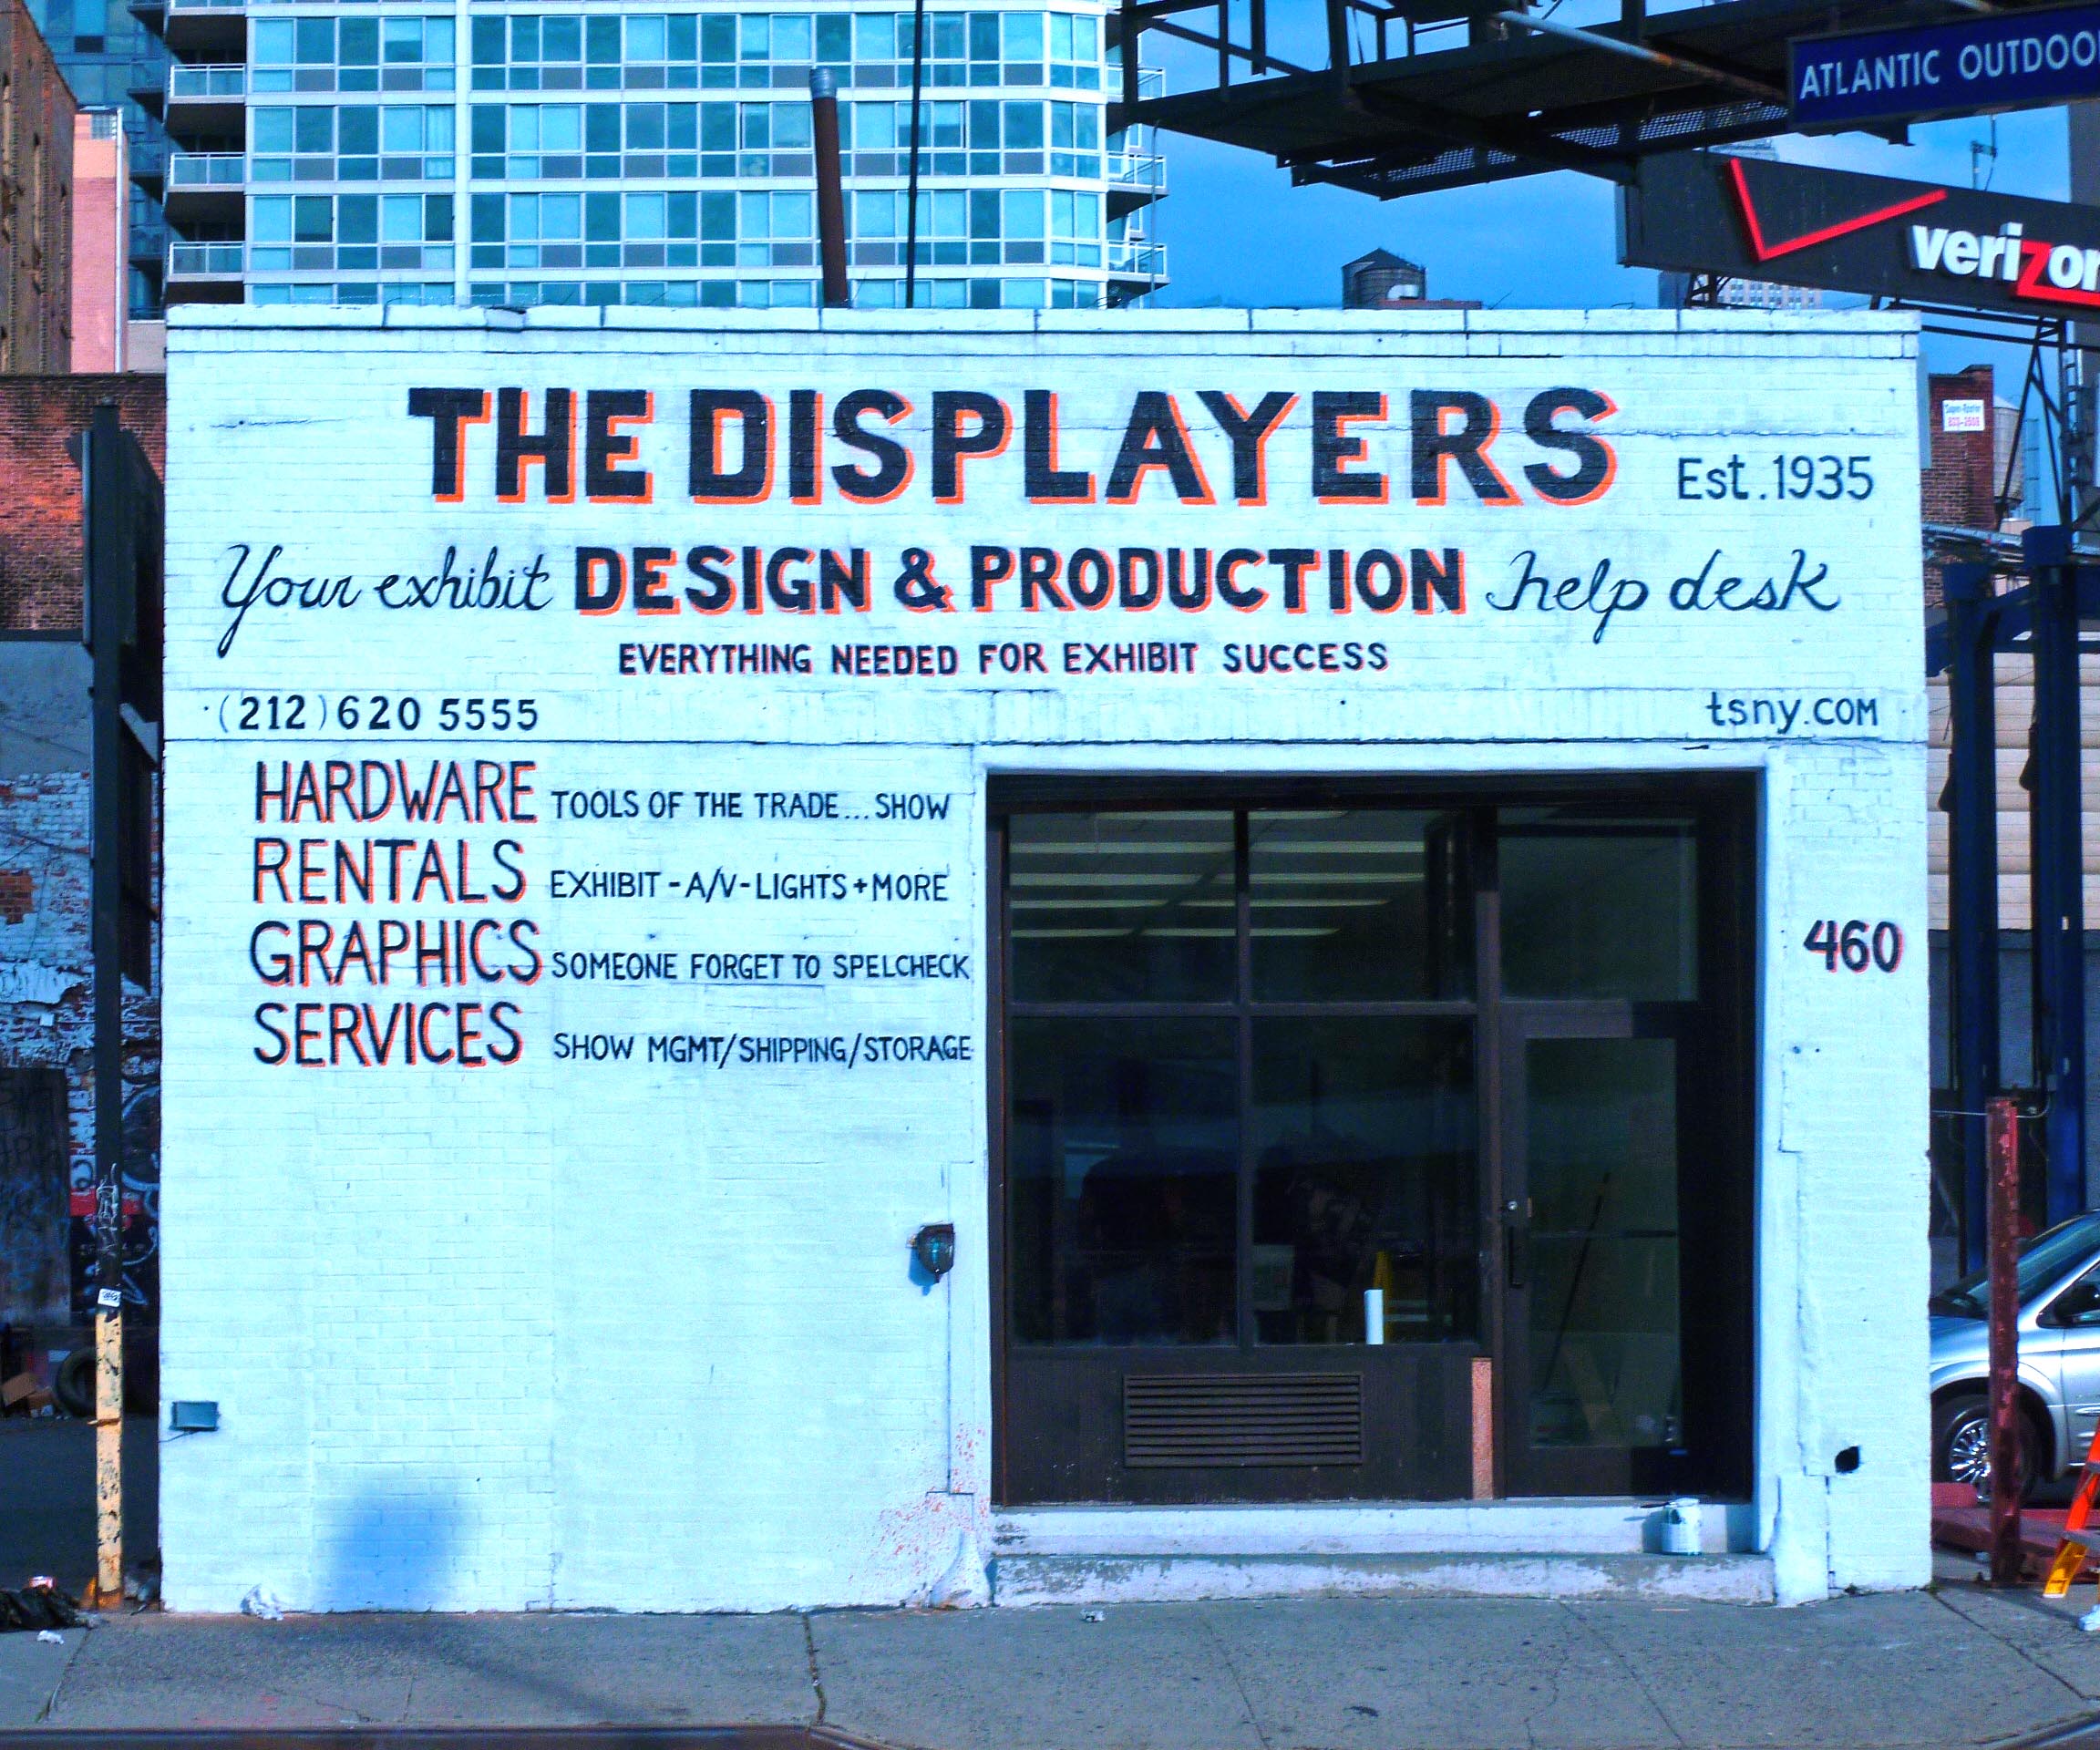 ATLANTIC OUTDOO
verizon
THE DISPLAYERS Est. 1935
Your exhibit DESIGN & PRODUCTION help desk
EVERYTHING NEEDED FOR EXHIBIT SUCCESS
(212) 620 5555 tsny.COM
HARDWARE TOOLS OF THE TRADE... SHOW
RENTALS EXHIBIT - A/V - LIGHTS + MORE
GRAPHICS SOMEONE FORGET TO SPELCHECK
SERVICES SHOW MGMT/SHIPPING/STORAGE
460